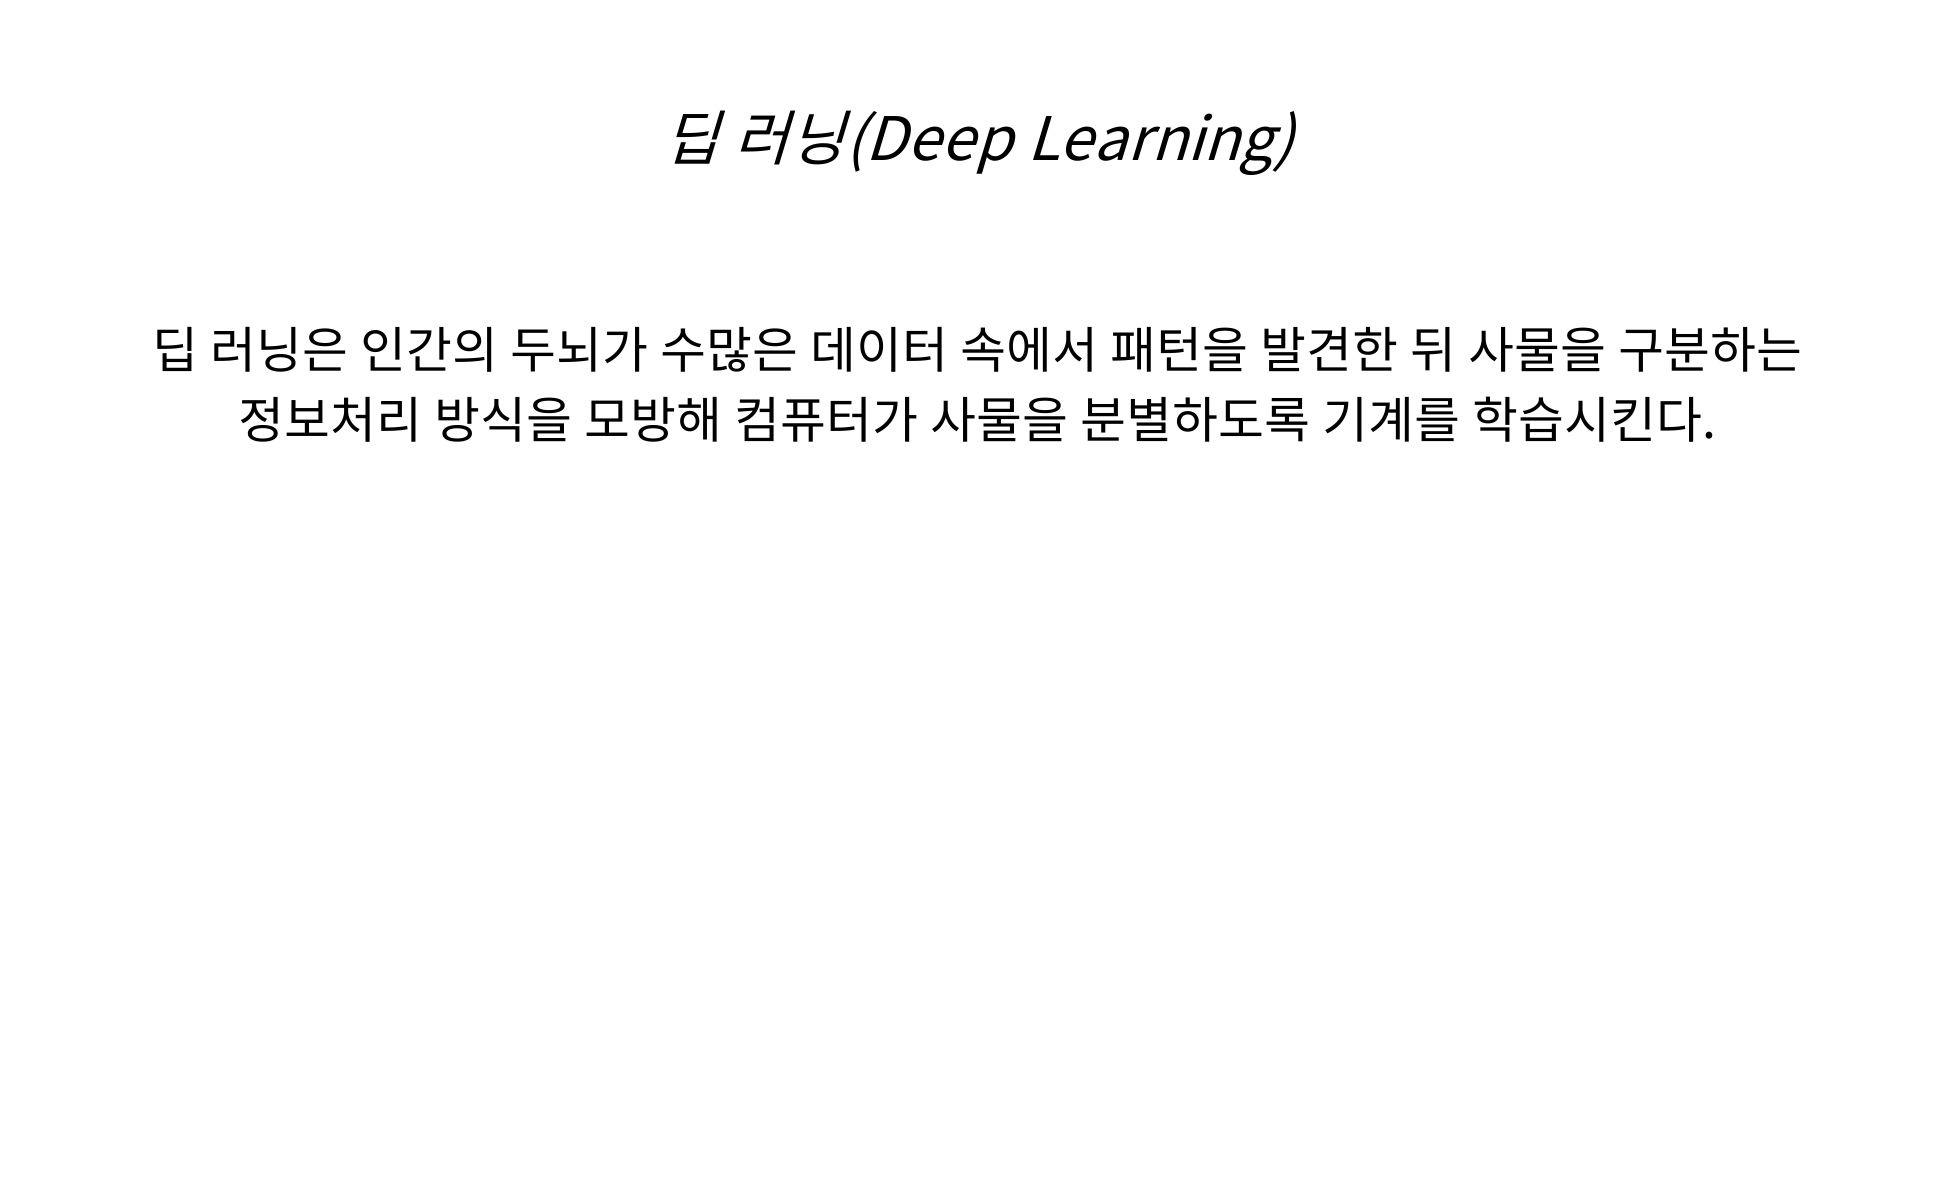 딥 러닝(Deep Learning)
딥 러닝은 인간의 두뇌가 수많은 데이터 속에서 패턴을 발견한 뒤 사물을 구분하는
정보처리 방식을 모방해 컴퓨터가 사물을 분별하도록 기계를 학습시킨다.